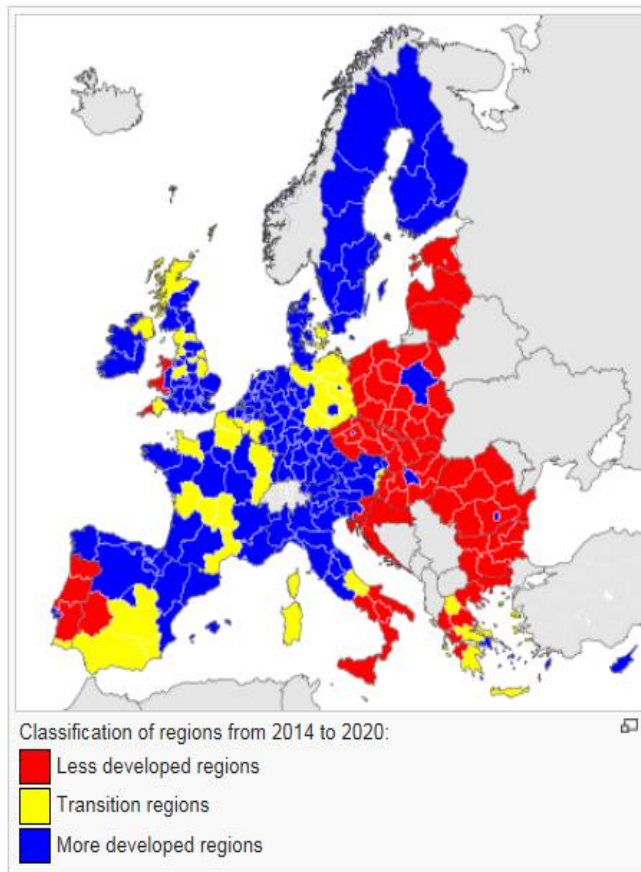 Classification of regions from 2014 to 2020:
Less developed regions
Transition regions
More developed regions